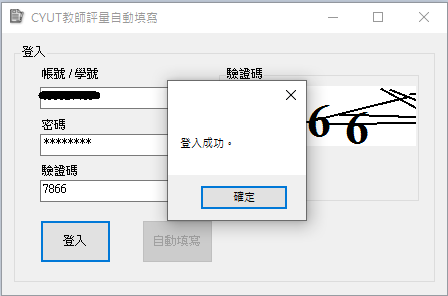 CYUT教師評量自動填寫
登入
帳號 / 學號
密碼
********
驗證碼
7866
登入
自動填寫
驗證碼
66
登入成功。
確定